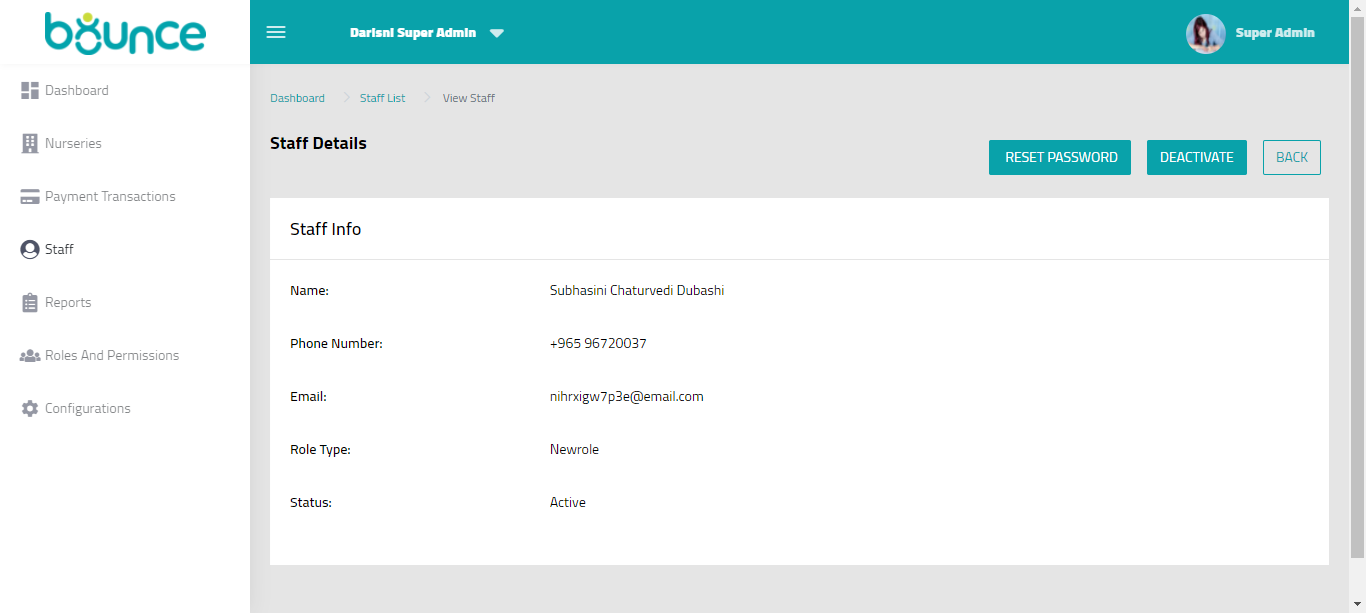 bounce
Darisni Super Admin
Super Admin
Dashboard
Nurseries
Payment Transactions
Staff
Reports
Roles And Permissions
Configurations
Dashboard Staff List View Staff
Staff Details
RESET PASSWORD DEACTIVATE BACK
Staff Info
Name: Subhasini Chaturvedi Dubashi
Phone Number: +965 96720037
Email: nihrxigw7p3e@email.com
Role Type: Newrole
Status: Active